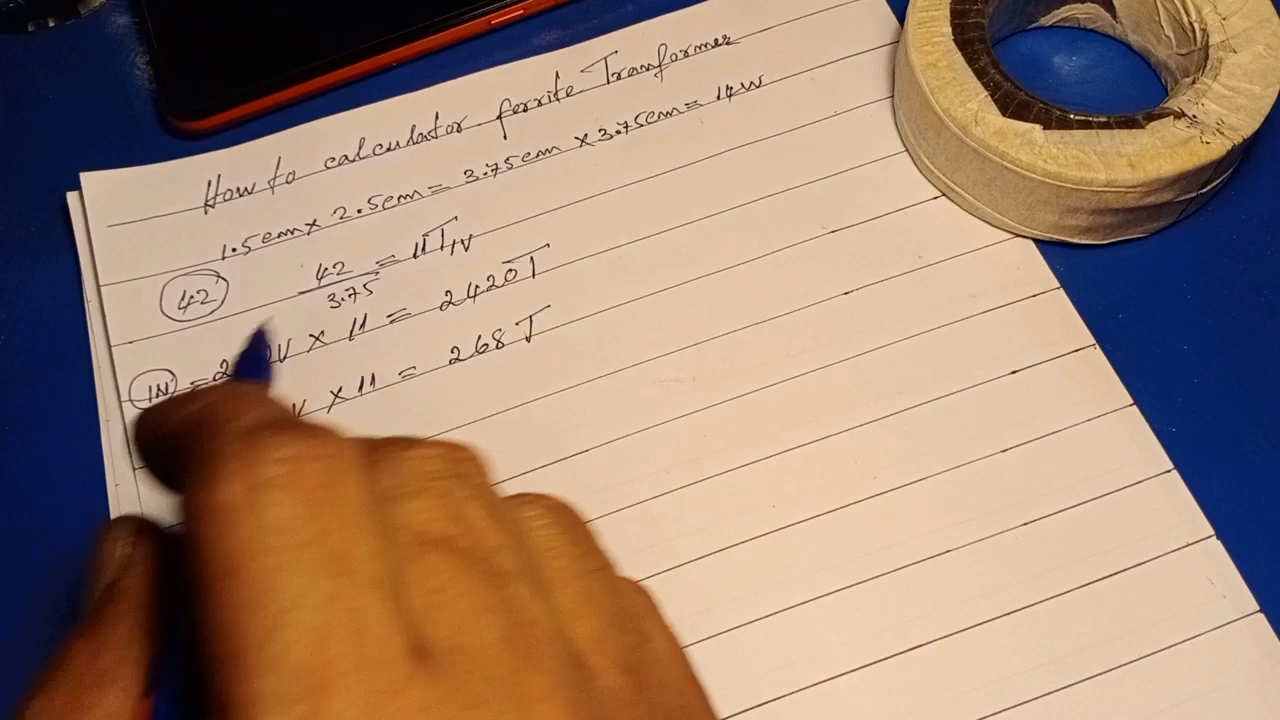 How to calculator ferrite Tranformer
1.5cm x 2.5cm = 3.75cm x 3.75cm = 14W
42 42/3.75 = 11T/V
IN = V x 11 = 2420T
V x 11 = 268T